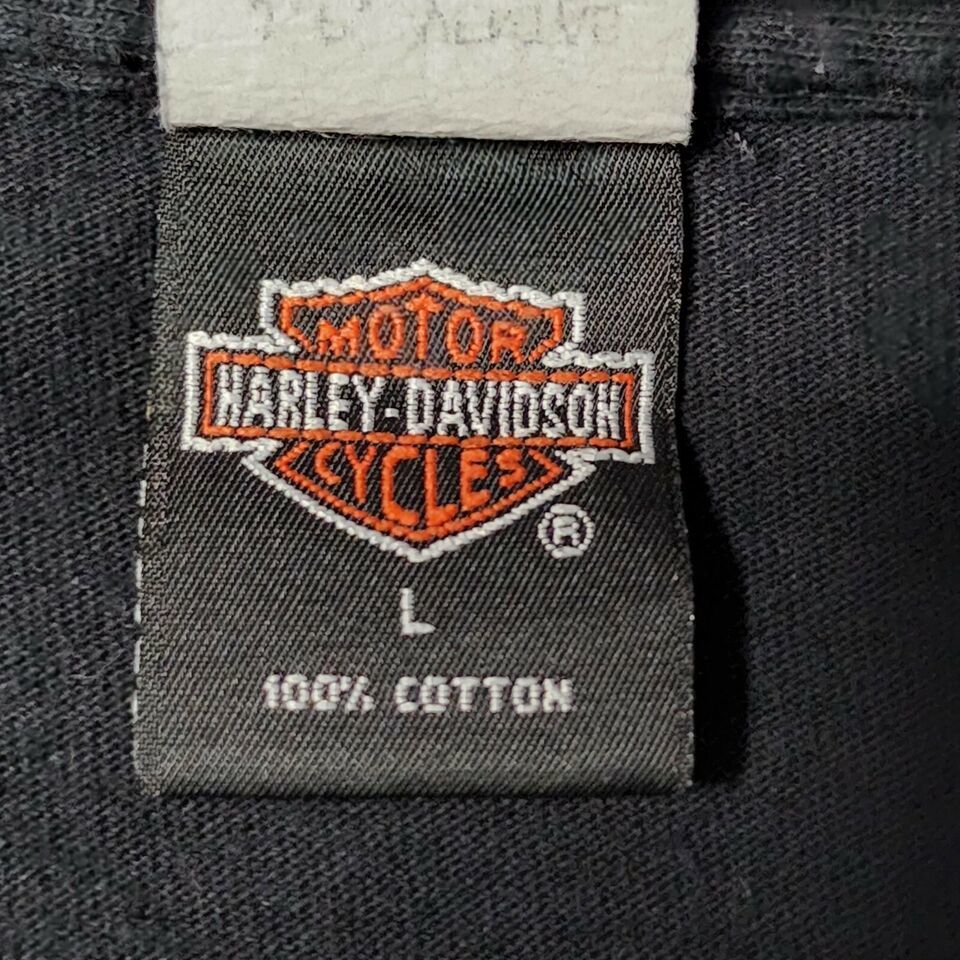 MOTOR
HARLEY-DAVIDSON
CYCLES
®
L
100% COTTON